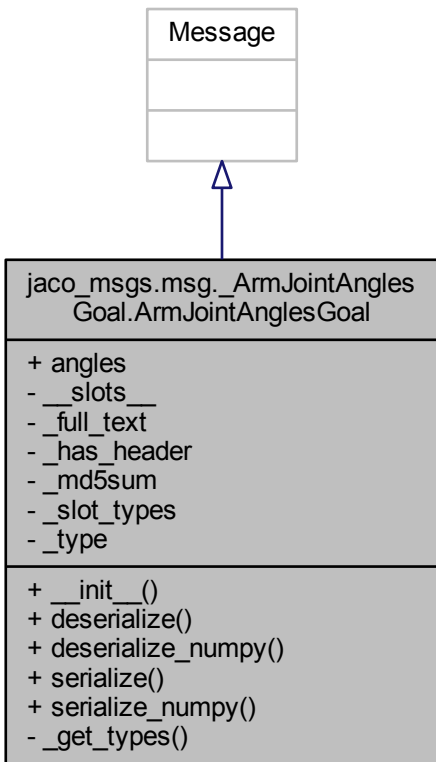 Message
jaco_msgs.msg._ArmJointAngles
Goal.ArmJointAnglesGoal
+ angles
- __slots__
- _full_text
- _has_header
- _md5sum
- _slot_types
- _type
+ __init__()
+ deserialize()
+ deserialize_numpy()
+ serialize()
+ serialize_numpy()
- _get_types()